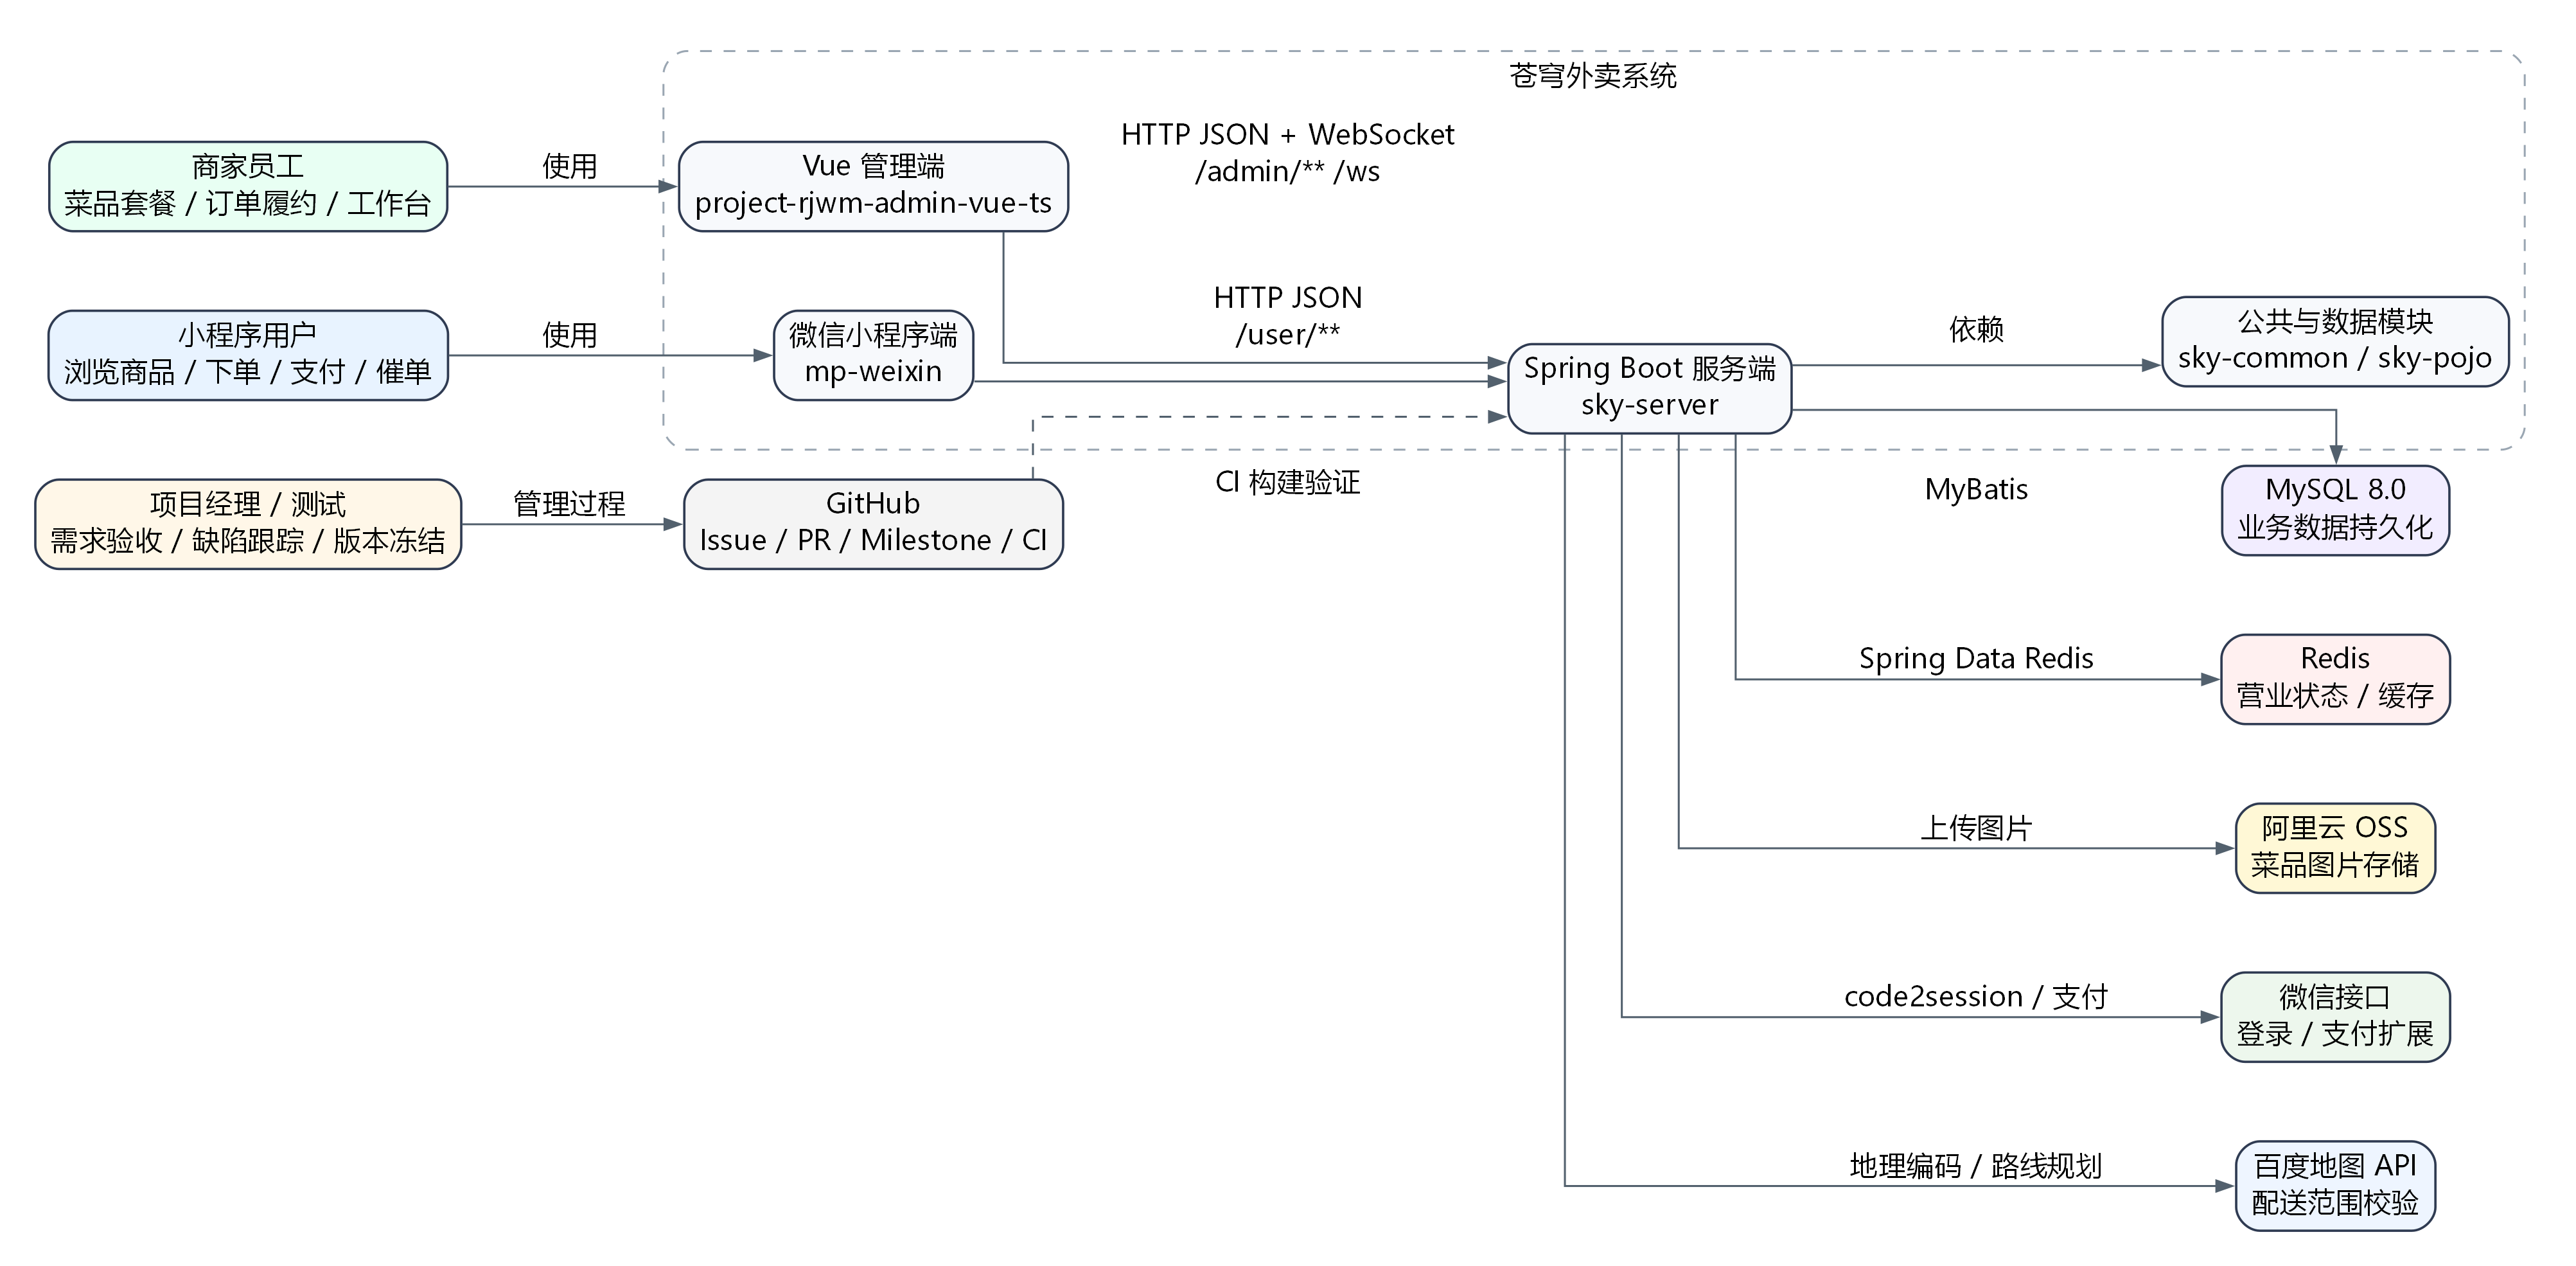 苍穹外卖系统
商家员工
菜品套餐 / 订单履约 / 工作台
使用
Vue 管理端
project-rjwm-admin-vue-ts
HTTP JSON + WebSocket
/admin/** /ws
小程序用户
浏览商品 / 下单 / 支付 / 催单
使用
微信小程序端
mp-weixin
HTTP JSON
/user/**
Spring Boot 服务端
sky-server
依赖
公共与数据模块
sky-common / sky-pojo
项目经理 / 测试
需求验收 / 缺陷跟踪 / 版本冻结
管理过程
GitHub
Issue / PR / Milestone / CI
CI 构建验证
MyBatis
MySQL 8.0
业务数据持久化
Spring Data Redis
Redis
营业状态 / 缓存
上传图片
阿里云 OSS
菜品图片存储
code2session / 支付
微信接口
登录 / 支付扩展
地理编码 / 路线规划
百度地图 API
配送范围校验